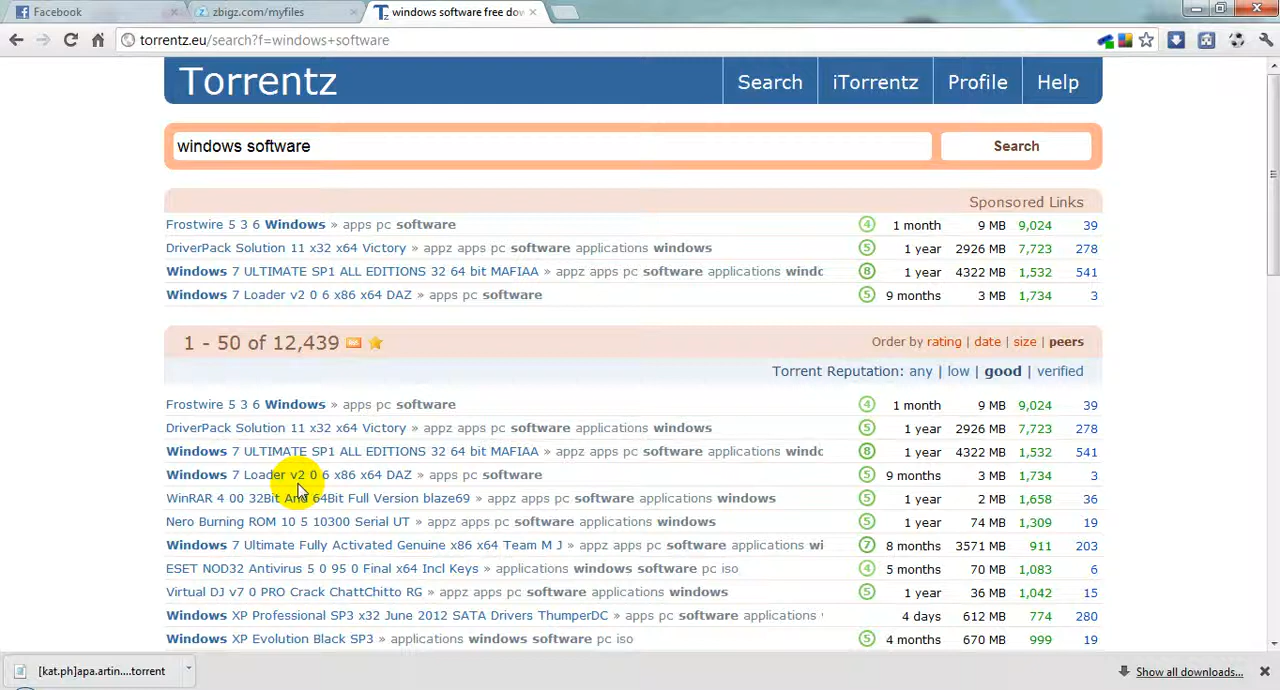 Facebook
zbigz.com/myfiles
windows software free dow
torrentz.eu/search?f=windows+software
Torrentz
Search
iTorrentz
Profile
Help
windows software
Search
Sponsored Links
Frostwire 5 3 6 Windows » apps pc software 4 1 month 9 MB 9,024 39
DriverPack Solution 11 x32 x64 Victory » appz apps pc software applications windows 5 1 year 2926 MB 7,723 278
Windows 7 ULTIMATE SP1 ALL EDITIONS 32 64 bit MAFIAA » appz apps pc software applications windo 8 1 year 4322 MB 1,532 541
Windows 7 Loader v2 0 6 x86 x64 DAZ » apps pc software 5 9 months 3 MB 1,734 3
1 - 50 of 12,439
Order by rating | date | size | peers
Torrent Reputation: any | low | good | verified
Frostwire 5 3 6 Windows » apps pc software 4 1 month 9 MB 9,024 39
DriverPack Solution 11 x32 x64 Victory » appz apps pc software applications windows 5 1 year 2926 MB 7,723 278
Windows 7 ULTIMATE SP1 ALL EDITIONS 32 64 bit MAFIAA » appz apps pc software applications windo 8 1 year 4322 MB 1,532 541
Windows 7 Loader v2 0 6 x86 x64 DAZ » apps pc software 5 9 months 3 MB 1,734 3
WinRAR 4 00 32Bit And 64Bit Full Version blaze69 » appz apps pc software applications windows 5 1 year 2 MB 1,658 36
Nero Burning ROM 10 5 10300 Serial UT » appz apps pc software applications windows 5 1 year 74 MB 1,309 19
Windows 7 Ultimate Fully Activated Genuine x86 x64 Team M J » appz apps pc software applications wi 7 8 months 3571 MB 911 203
ESET NOD32 Antivirus 5 0 95 0 Final x64 Incl Keys » applications windows software pc iso 4 5 months 70 MB 1,083 6
Virtual DJ v7 0 PRO Crack ChattChitto RG » appz apps pc software applications windows 5 1 year 36 MB 1,042 15
Windows XP Professional SP3 x32 June 2012 SATA Drivers ThumperDC » apps pc software applications 4 days 612 MB 774 280
Windows XP Evolution Black SP3 » applications windows software pc iso 5 4 months 670 MB 999 19
[kat.ph]apa.artin....torrent
Show all downloads...